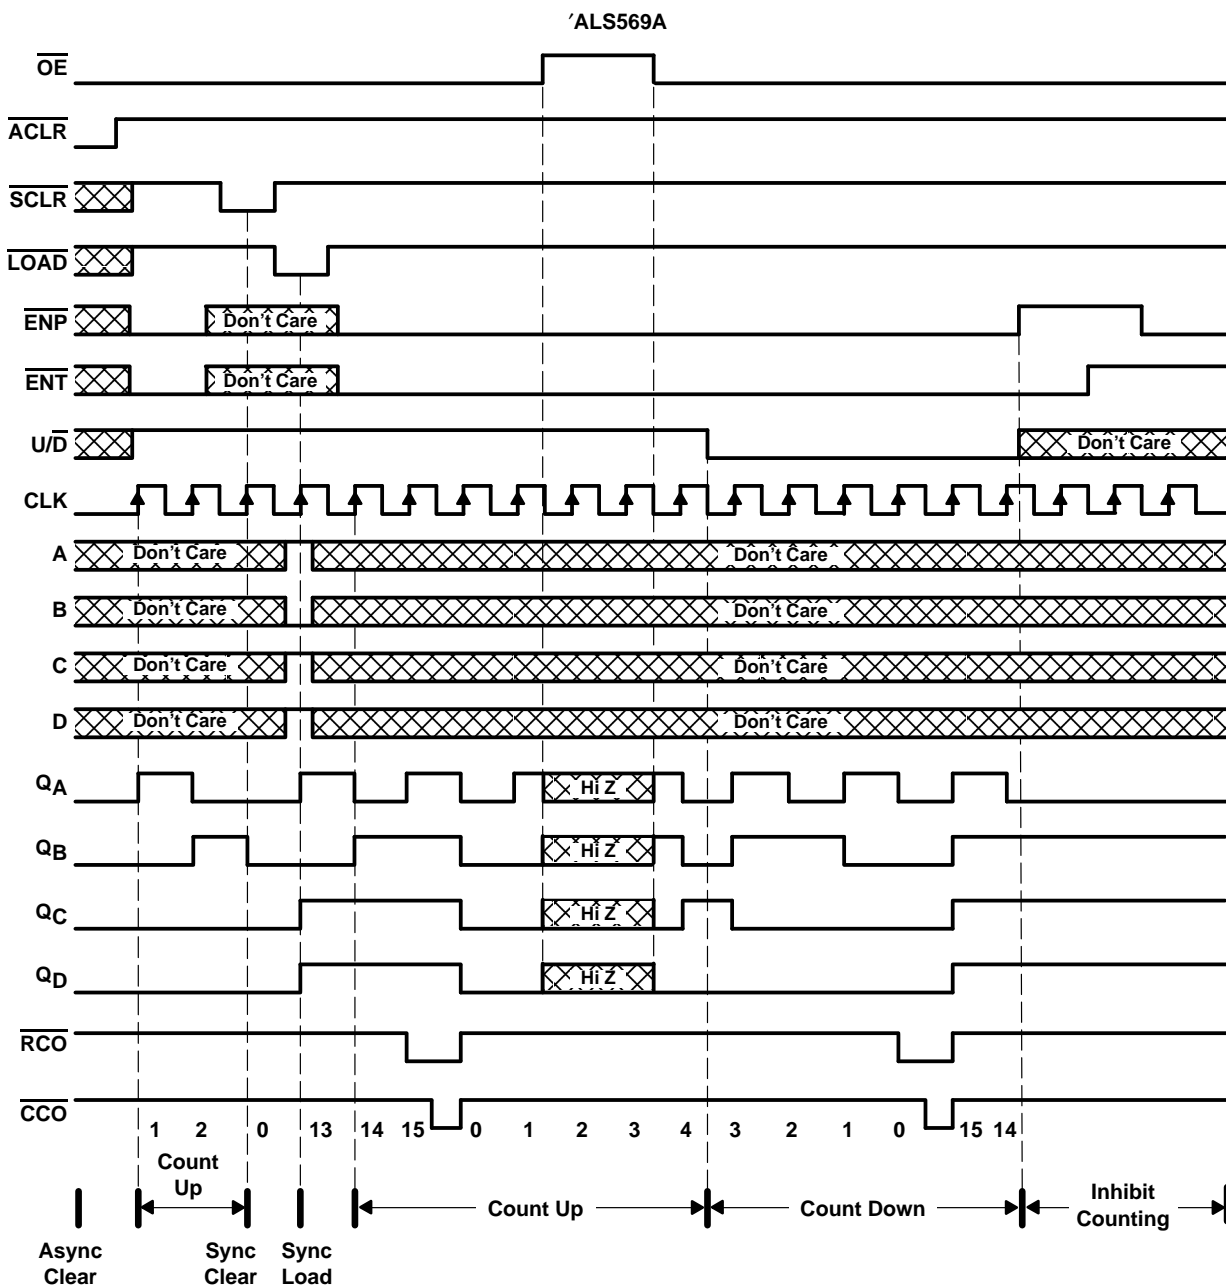 ′ALS569A
OE
ACLR
SCLR
LOAD
ENP Don't Care
ENT Don't Care
U/D Don't Care
CLK
A Don't Care Don't Care
B Don't Care Don't Care
C Don't Care Don't Care
D Don't Care Don't Care
QA Hi Z
QB Hi Z
QC Hi Z
QD Hi Z
RCO
CCO
1 2 0 13 14 15 0 1 2 3 4 3 2 1 0 15 14
Count
Up
Count Up
Count Down
Inhibit
Counting
Async
Clear
Sync
Clear
Sync
Load